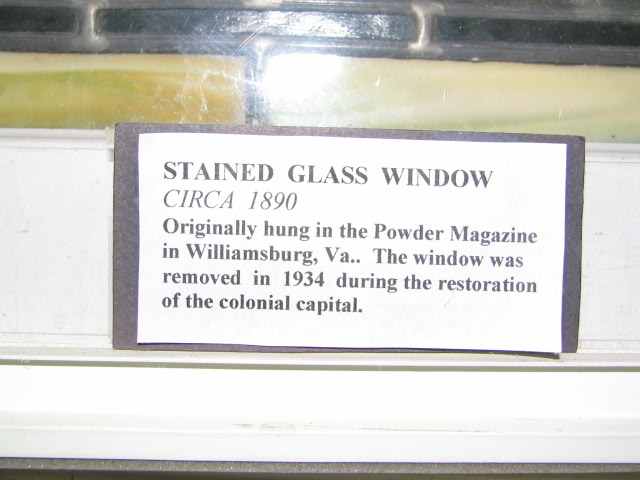 STAINED GLASS WINDOW
CIRCA 1890
Originally hung in the Powder Magazine
in Williamsburg, Va.. The window was
removed in 1934 during the restoration
of the colonial capital.